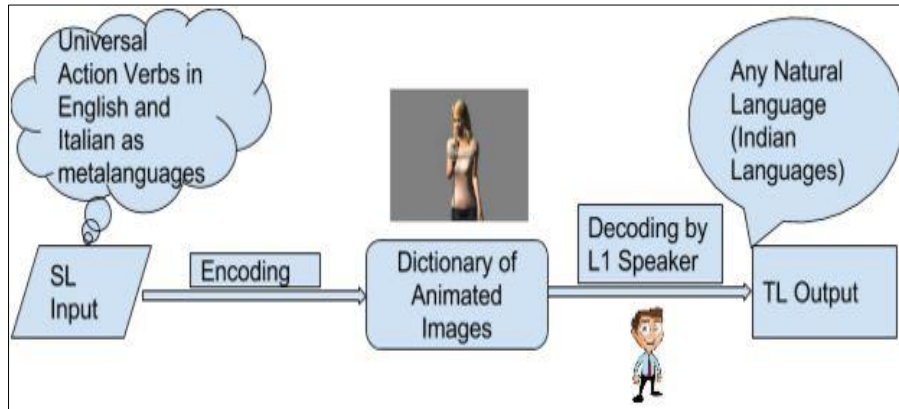 Universal
Action Verbs in
English and
Italian as
metalanguages
Any Natural
Language
(Indian
Languages)
SL
Input
Encoding
Dictionary of
Animated
Images
Decoding by
L1 Speaker
TL Output